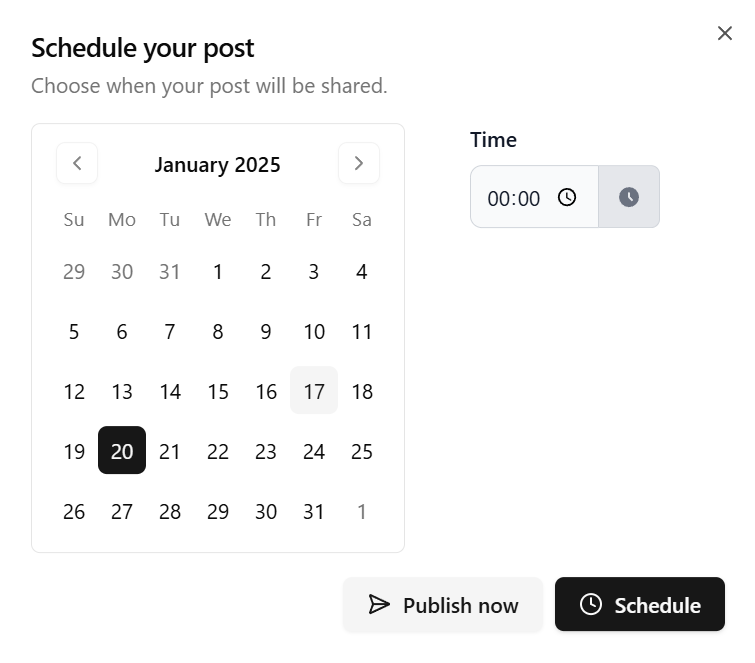 Schedule your post
Choose when your post will be shared.
January 2025
Su Mo Tu We Th Fr Sa
29 30 31 1 2 3 4
5 6 7 8 9 10 11
12 13 14 15 16 17 18
19 20 21 22 23 24 25
26 27 28 29 30 31 1
Time
00:00
Publish now
Schedule